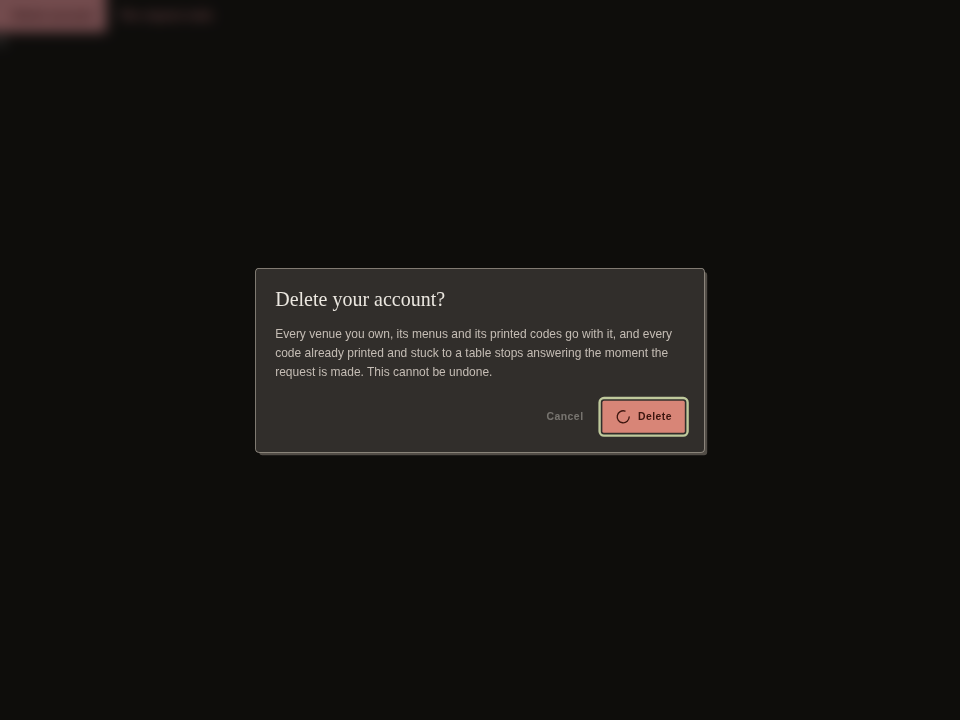 Delete your account?
Every venue you own, its menus and its printed codes go with it, and every
code already printed and stuck to a table stops answering the moment the
request is made. This cannot be undone.
Cancel
Delete